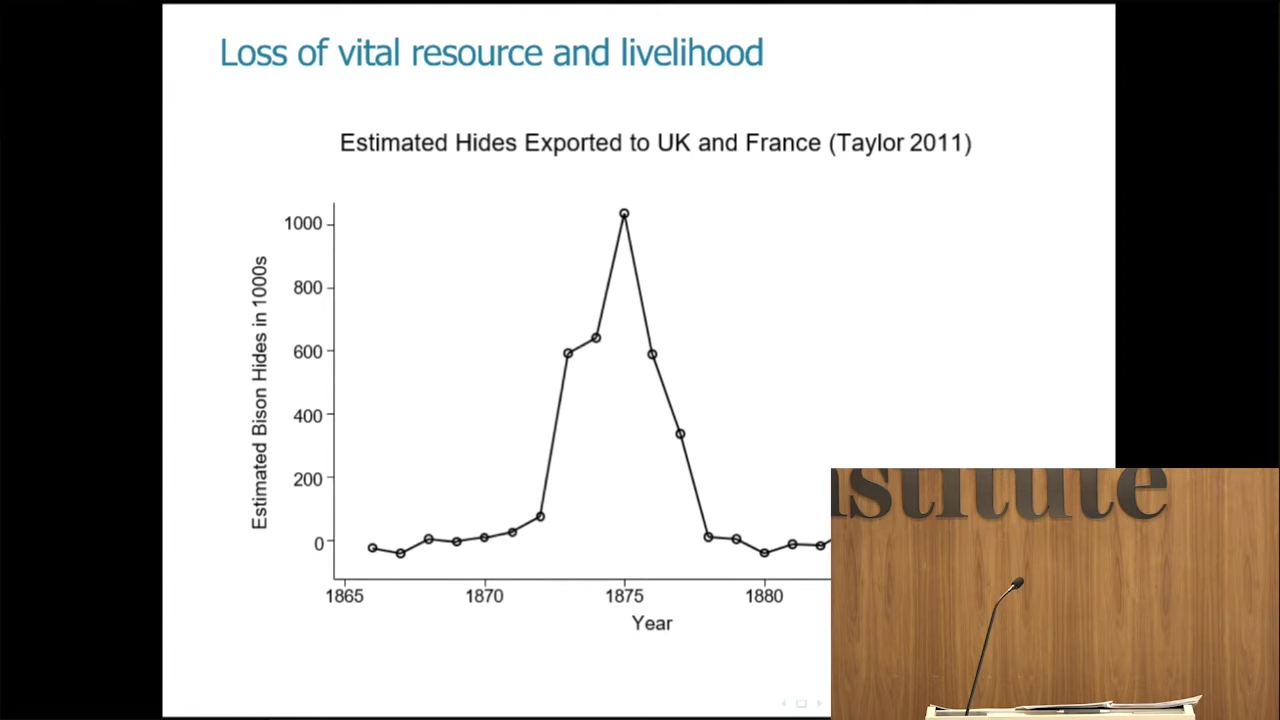 Loss of vital resource and livelihood
Estimated Hides Exported to UK and France (Taylor 2011)
Estimated Bison Hides in 1000s
1000
800
600
400
200
0
1865 1870 1875 1880
Year
nstitute